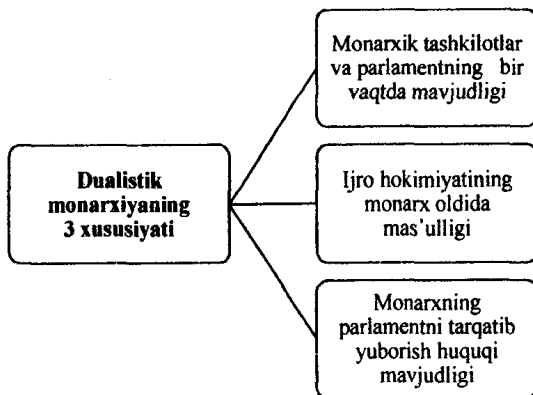 Dualistik
monarxiyaning
3 xususiyati
Monarxik tashkilotlar
va parlamentning bir
vaqtda mavjudligi
Ijro hokimiyatining
monarx oldida
mas'ulligi
Monarxning
parlamentni tarqatib
yuborish huquqi
mavjudligi